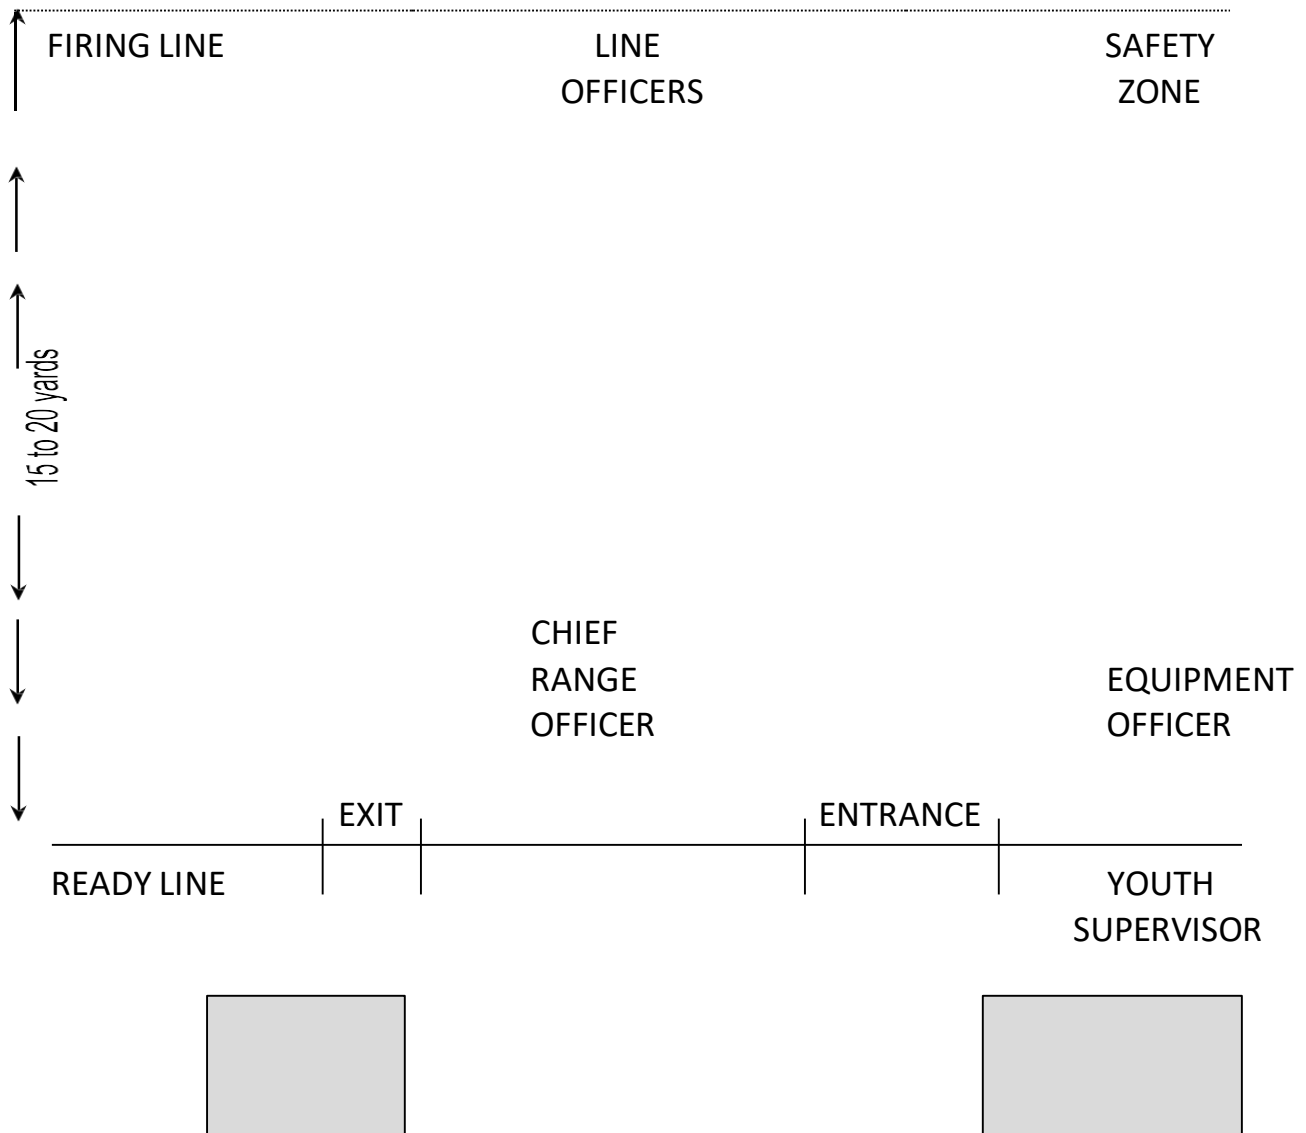 FIRING LINE
LINE
OFFICERS
SAFETY
ZONE
15 to 20 yards
CHIEF
RANGE
OFFICER
EQUIPMENT
OFFICER
EXIT
ENTRANCE
READY LINE
YOUTH
SUPERVISOR